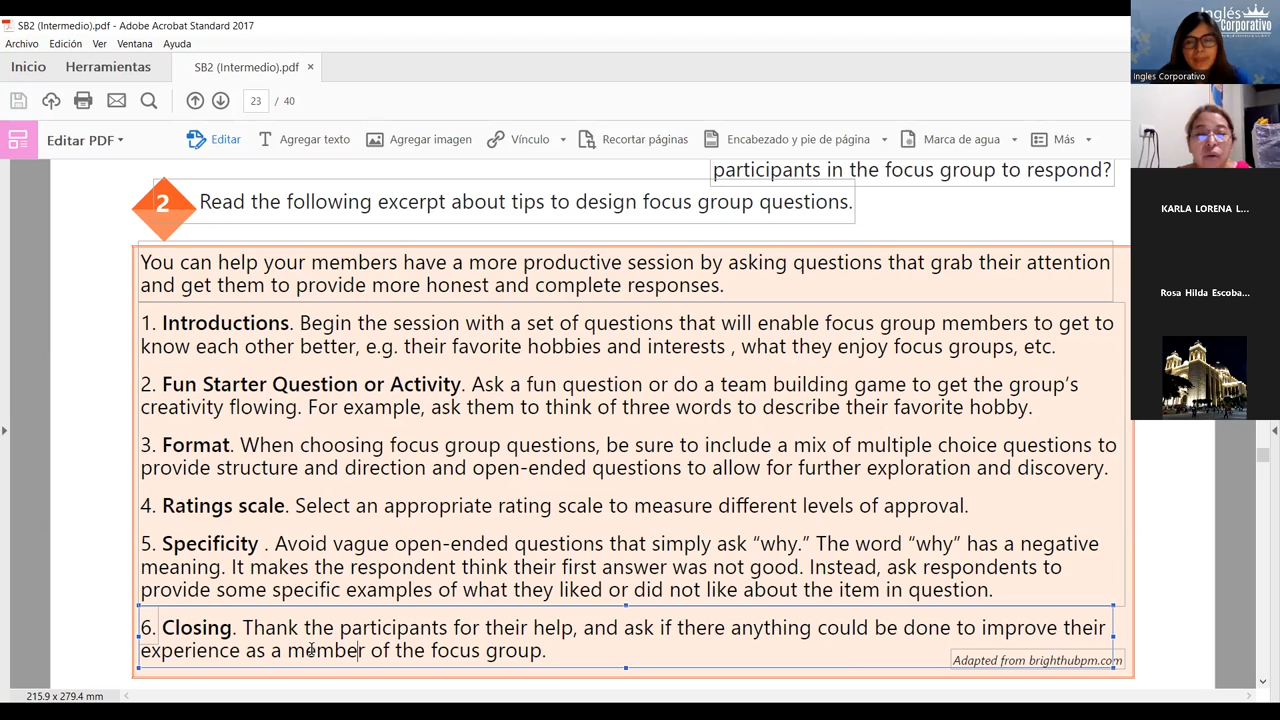 SB2 (Intermedio).pdf - Adobe Acrobat Standard 2017
Archivo Edición Ver Ventana Ayuda
Inicio Herramientas SB2 (Intermedio).pdf ×
23 / 40
Editar PDF Editar Agregar texto Agregar imagen Vínculo Recortar páginas Encabezado y pie de página Marca de agua Más
participants in the focus group to respond?
2 Read the following excerpt about tips to design focus group questions.
You can help your members have a more productive session by asking questions that grab their attention
and get them to provide more honest and complete responses.
1. Introductions. Begin the session with a set of questions that will enable focus group members to get to
know each other better, e.g. their favorite hobbies and interests , what they enjoy focus groups, etc.
2. Fun Starter Question or Activity. Ask a fun question or do a team building game to get the group's
creativity flowing. For example, ask them to think of three words to describe their favorite hobby.
3. Format. When choosing focus group questions, be sure to include a mix of multiple choice questions to
provide structure and direction and open-ended questions to allow for further exploration and discovery.
4. Ratings scale. Select an appropriate rating scale to measure different levels of approval.
5. Specificity . Avoid vague open-ended questions that simply ask “why.” The word “why” has a negative
meaning. It makes the respondent think their first answer was not good. Instead, ask respondents to
provide some specific examples of what they liked or did not like about the item in question.
6. Closing. Thank the participants for their help, and ask if there anything could be done to improve their
experience as a member of the focus group.
Adapted from brighthubpm.com
215.9 x 279.4 mm
Inglés
Corporativo
Ingles Corporativo
KARLA LORENA L...
Rosa Hilda Escoba...